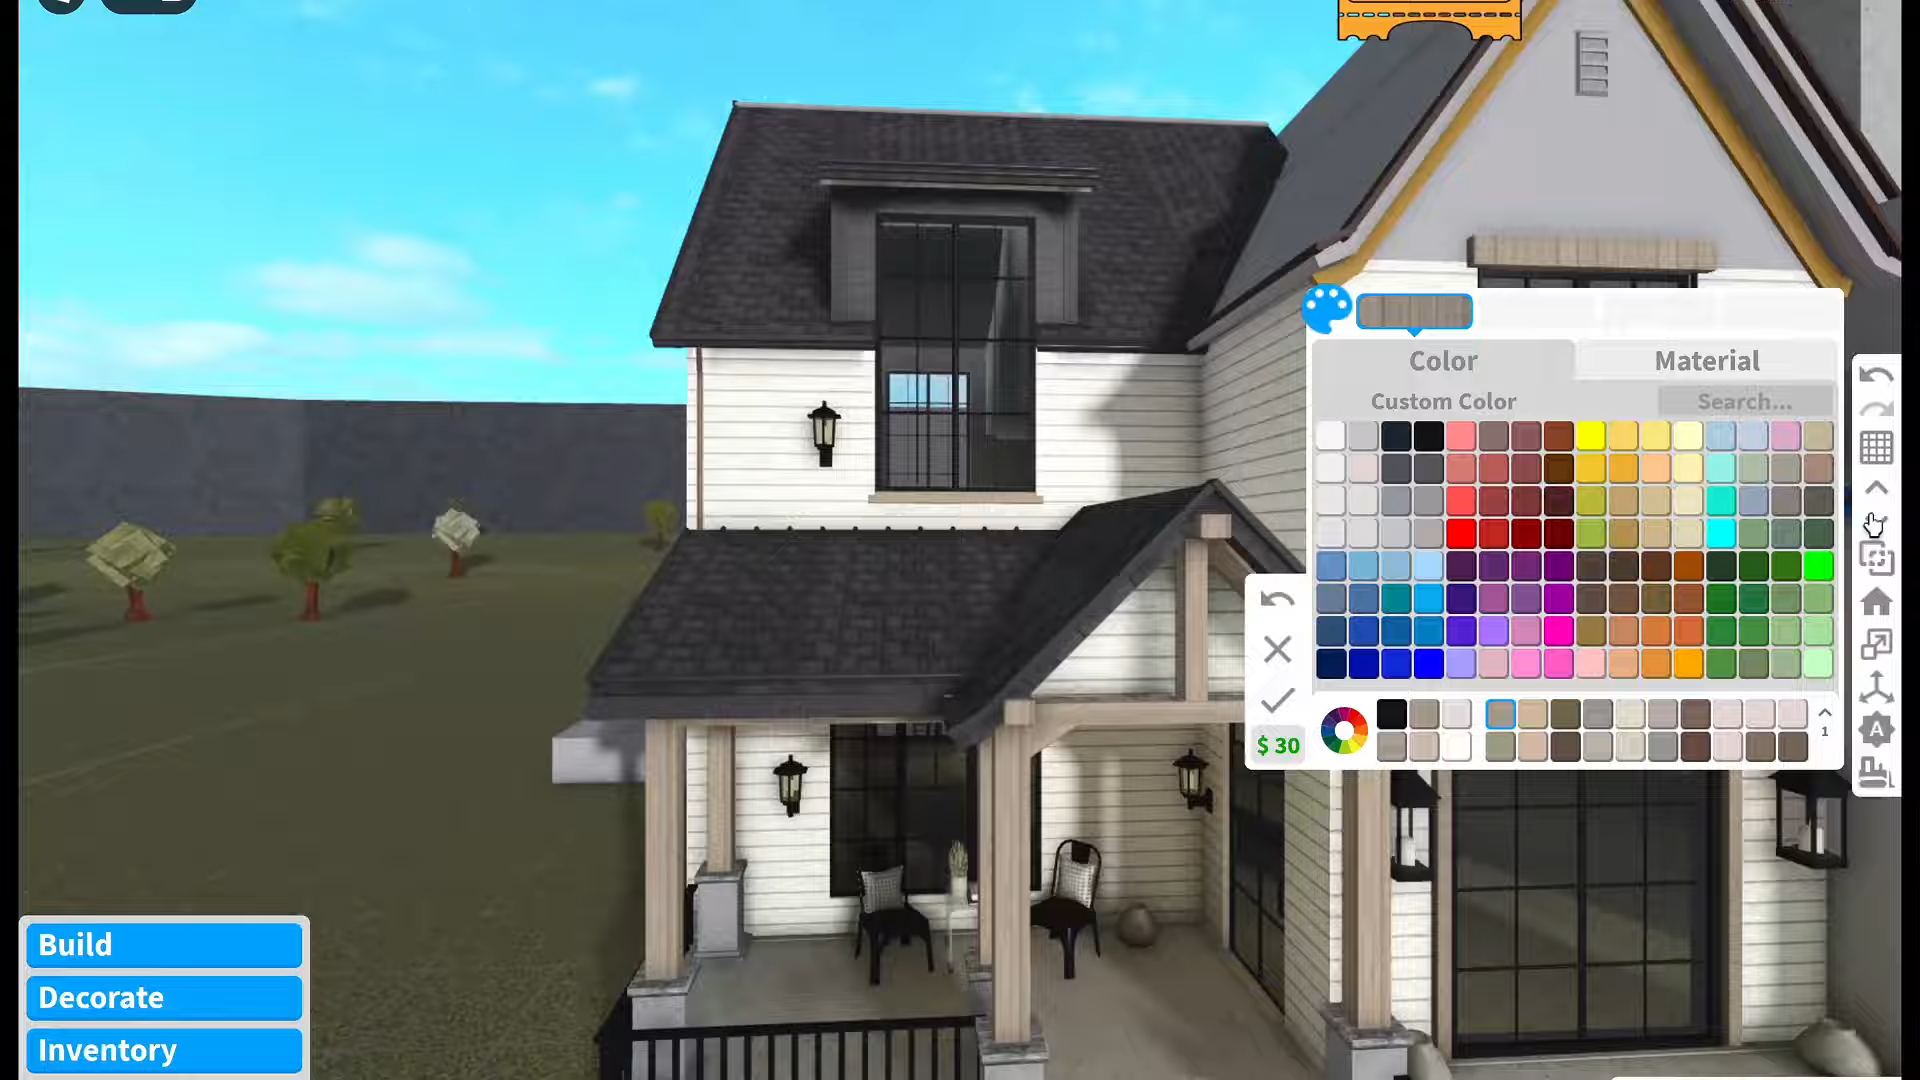 Color
Material
Custom Color
Search...
$ 30
1
A
Build
Decorate
Inventory